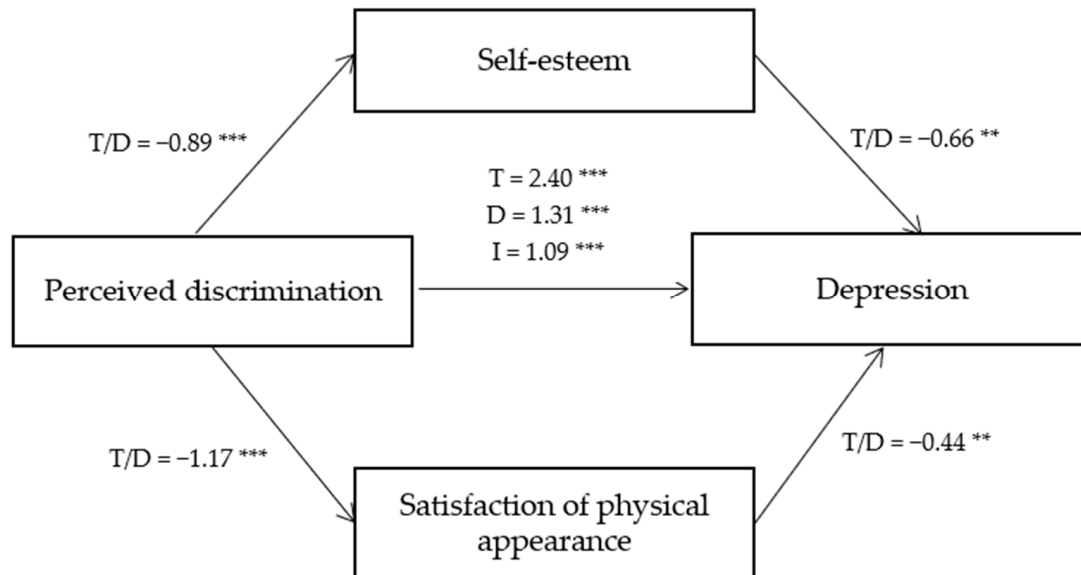 Self-esteem
T/D = −0.89 ***
T/D = −0.66 **
T = 2.40 ***
D = 1.31 ***
I = 1.09 ***
Perceived discrimination
Depression
T/D = −1.17 ***
T/D = −0.44 **
Satisfaction of physical
appearance